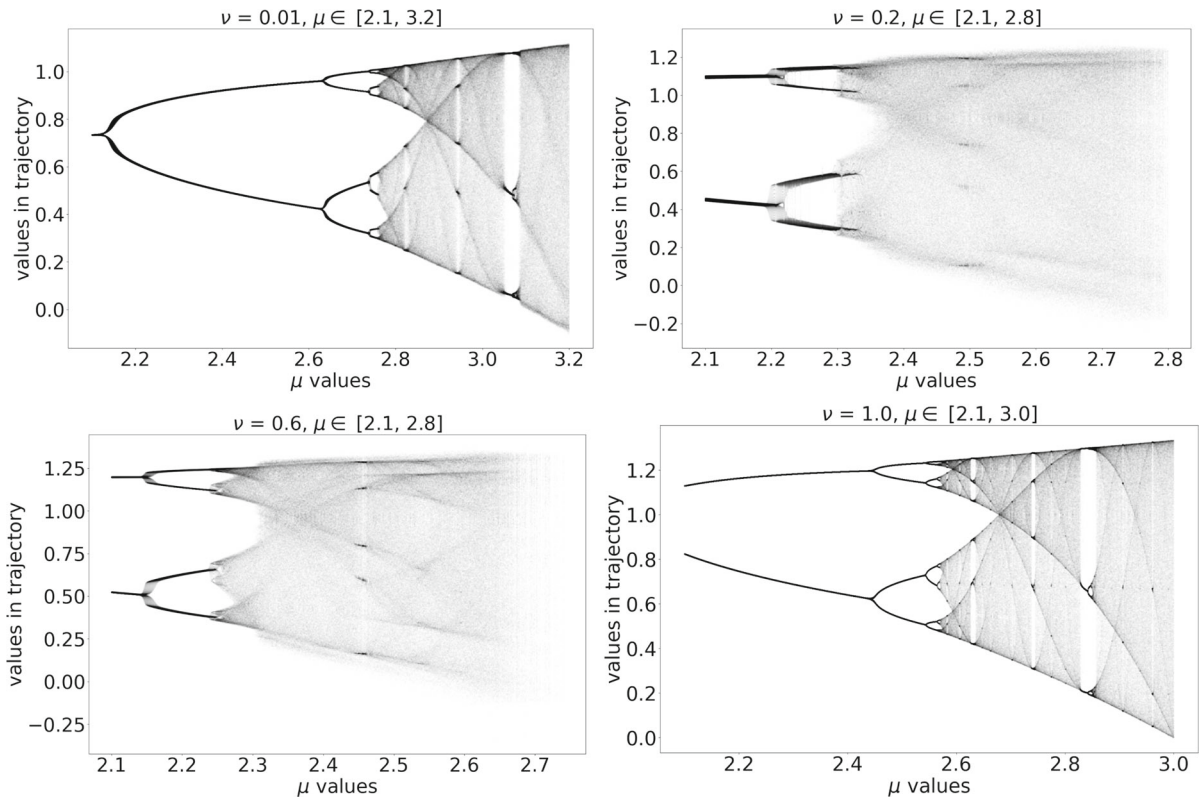 ν = 0.01, μ ∈ [2.1, 3.2]
values in trajectory
1.0
0.8
0.6
0.4
0.2
0.0
2.2 2.4 2.6 2.8 3.0 3.2
μ values
ν = 0.2, μ ∈ [2.1, 2.8]
values in trajectory
1.2
1.0
0.8
0.6
0.4
0.2
0.0
−0.2
2.1 2.2 2.3 2.4 2.5 2.6 2.7 2.8
μ values
ν = 0.6, μ ∈ [2.1, 2.8]
values in trajectory
1.25
1.00
0.75
0.50
0.25
0.00
−0.25
2.1 2.2 2.3 2.4 2.5 2.6 2.7
μ values
ν = 1.0, μ ∈ [2.1, 3.0]
values in trajectory
1.2
1.0
0.8
0.6
0.4
0.2
0.0
2.2 2.4 2.6 2.8 3.0
μ values